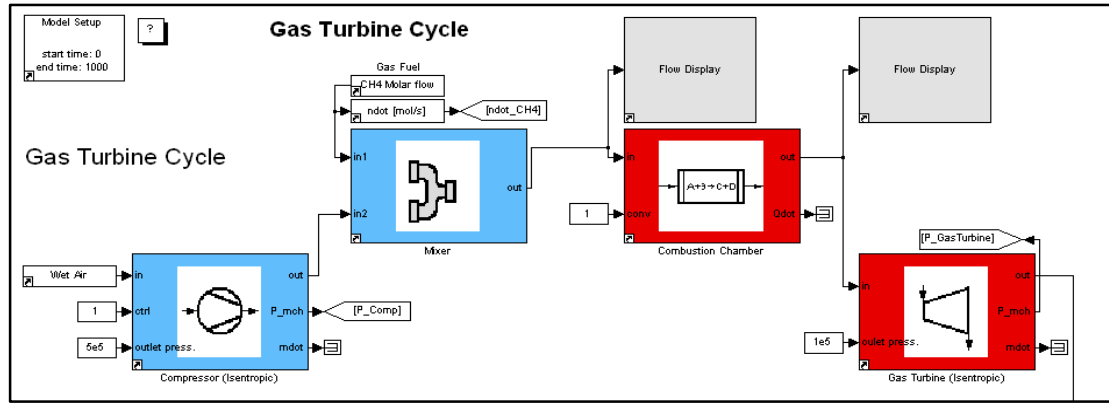 Model Setup
start time: 0
end time: 1000
?
Gas Turbine Cycle
Gas Turbine Cycle
Gas Fuel
CH4 Molar flow
ndot [mol/s]
[ndot_CH4]
in1
in2
out
Mixer
Flow Display
Flow Display
in
out
1
conv
Qdot
A+B→C+D
Combustion Chamber
Wet Air
in
out
1
ctrl
P_mch
[P_Comp]
5e5
outlet press.
mdot
Compressor (Isentropic)
[P_GasTurbine]
in
out
P_mch
1e5
oulet press.
mdot
Gas Turbine (Isentropic)